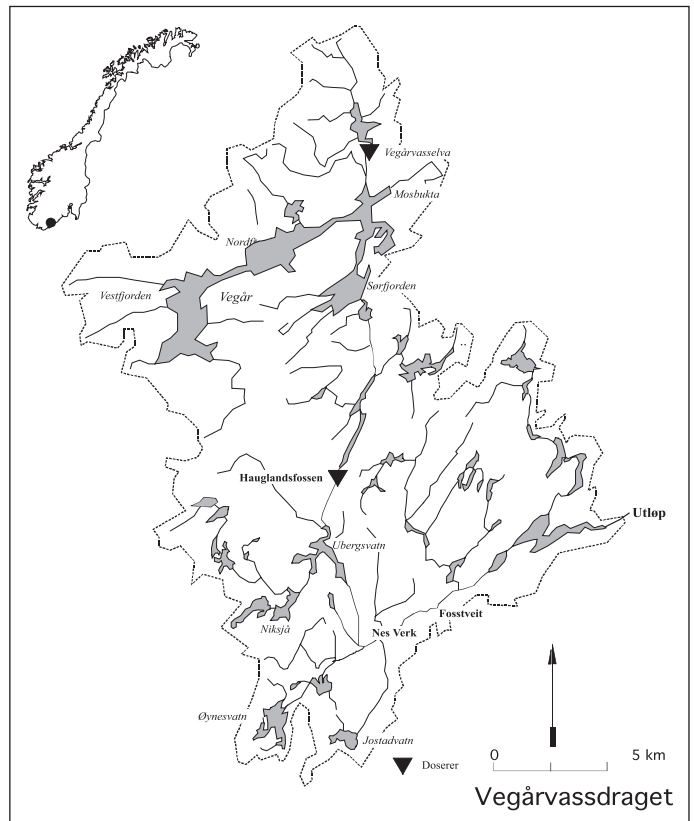 Vegårvasselva
Mosbukta
Vestfjorden
Vegår
Sørfjorden
Hauglandsfossen
Utløp
Ubergsvatn
Fosstveit
Niksjå
Nes Verk
Øynesvatn
Jostadvatn
Doserer
0 5 km
Vegårvassdraget